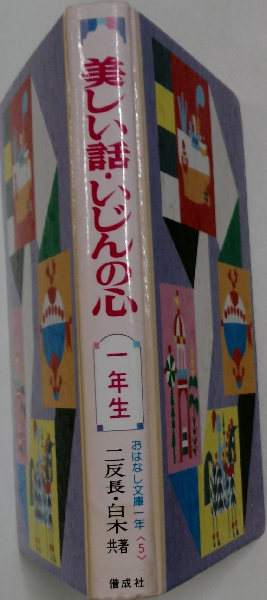 美しい話・いじんの心
一年生
おはなし文庫一年〈5〉
二反長・白木
共著
偕成社